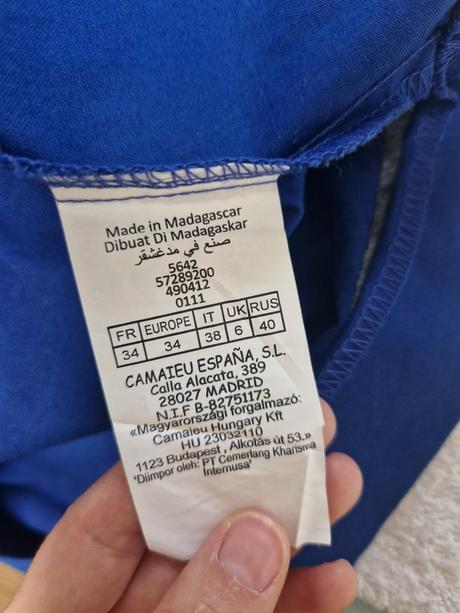 Made in Madagascar
Dibuat Di Madagaskar
صنع في مدغشقر
5642
57289200
490412
0111
FR EUROPE IT UK RUS
34 34 38 6 40
CAMAIEU ESPAÑA, S.L.
Calla Alacata, 389
28027 MADRID
N.I.F B-82751173
«Magyarországi forgalmazó:
Camaieu Hungary Kft
HU 23032110
1123 Budapest, Alkotás út 53.»
"Diimpor oleh: PT Cemerlang Kharisma
Internusa"